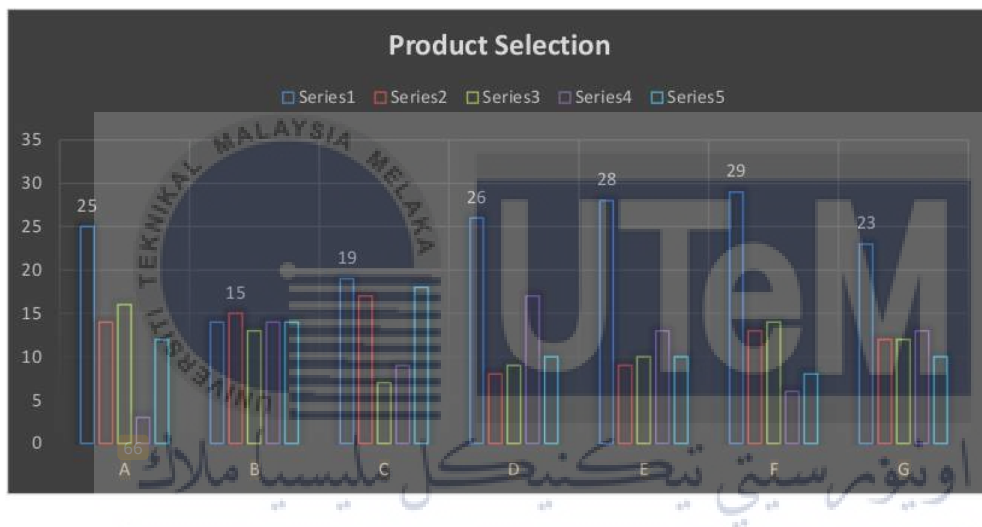 Product Selection
Series1 Series2 Series3 Series4 Series5
UNIVERSITI TEKNIKAL MALAYSIA MELAKA
UTeM
35
30
25
20
15
10
5
0
25
15
19
26
28
29
23
66
A B C D E F G
اونيۏرسيتي تيكنيكل مليسيا ملاك